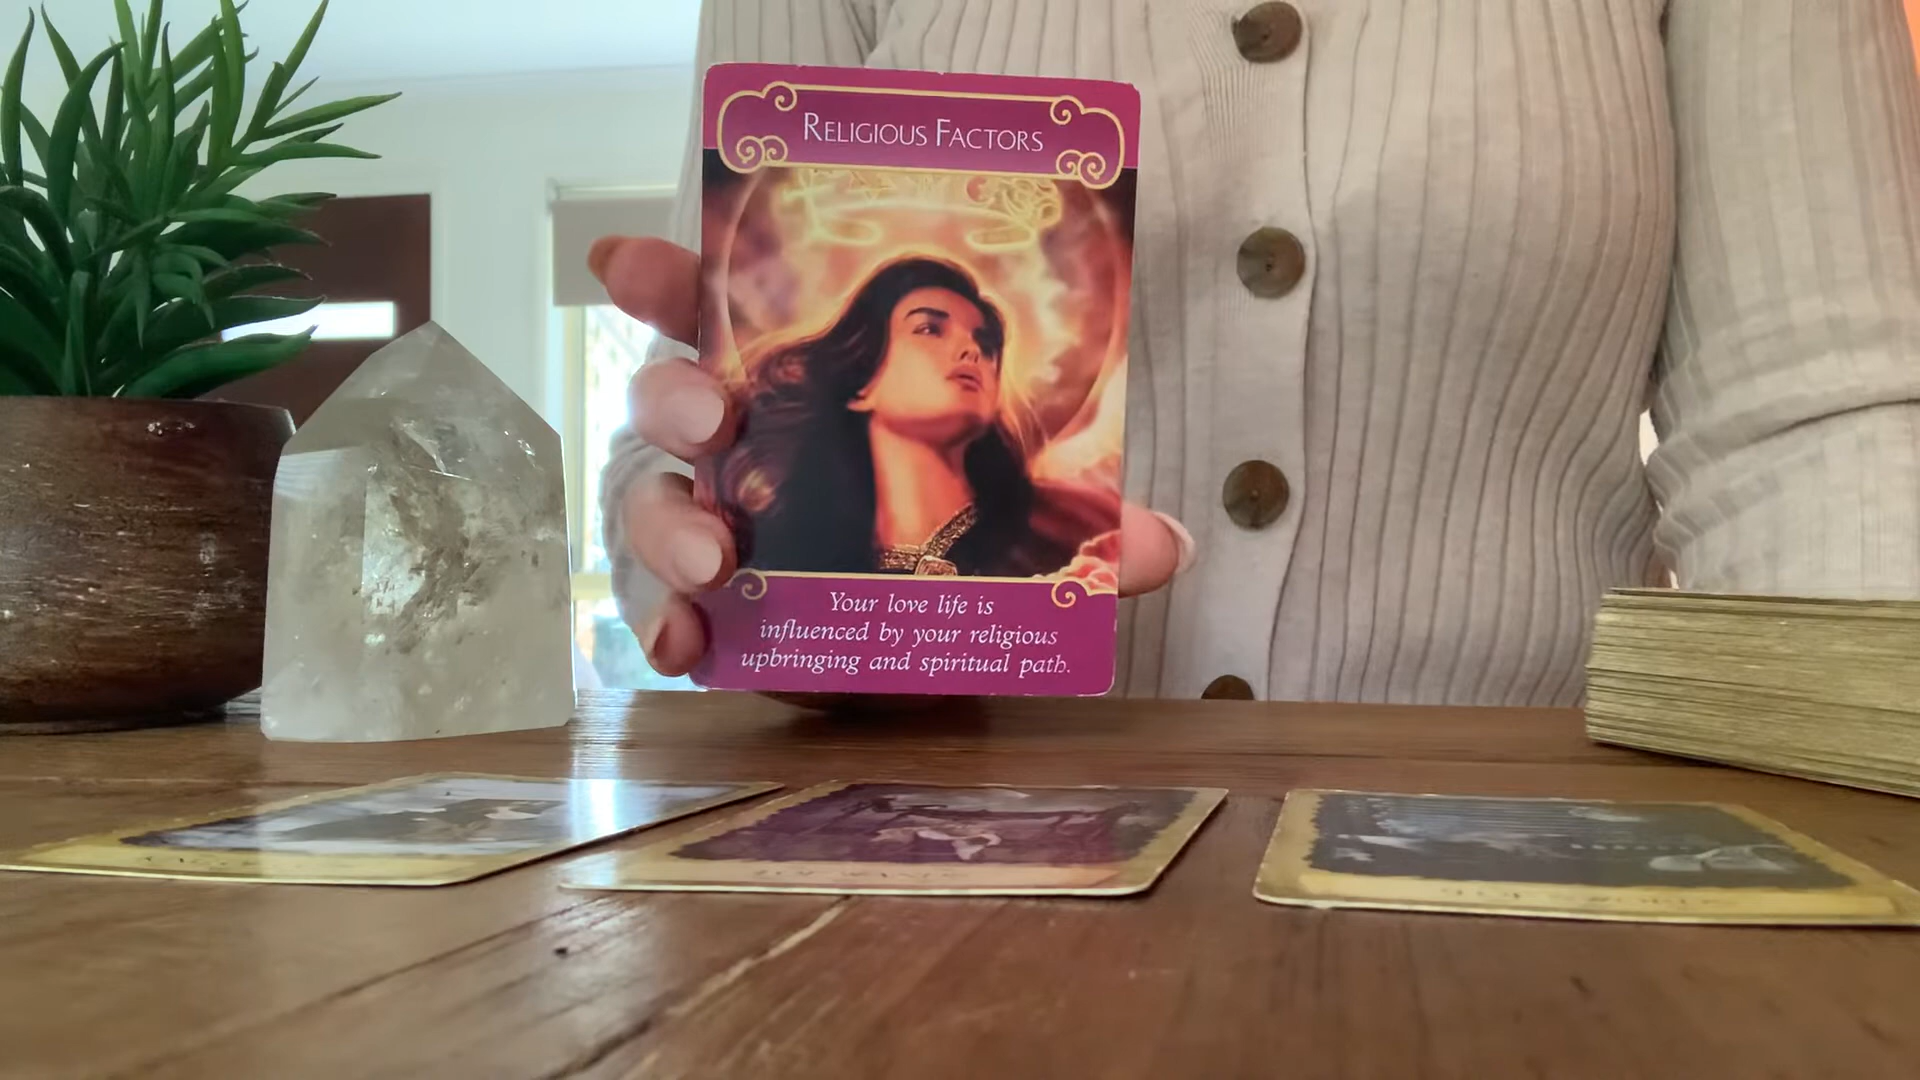 RELIGIOUS FACTORS
Your love life is
influenced by your religious
upbringing and spiritual path.